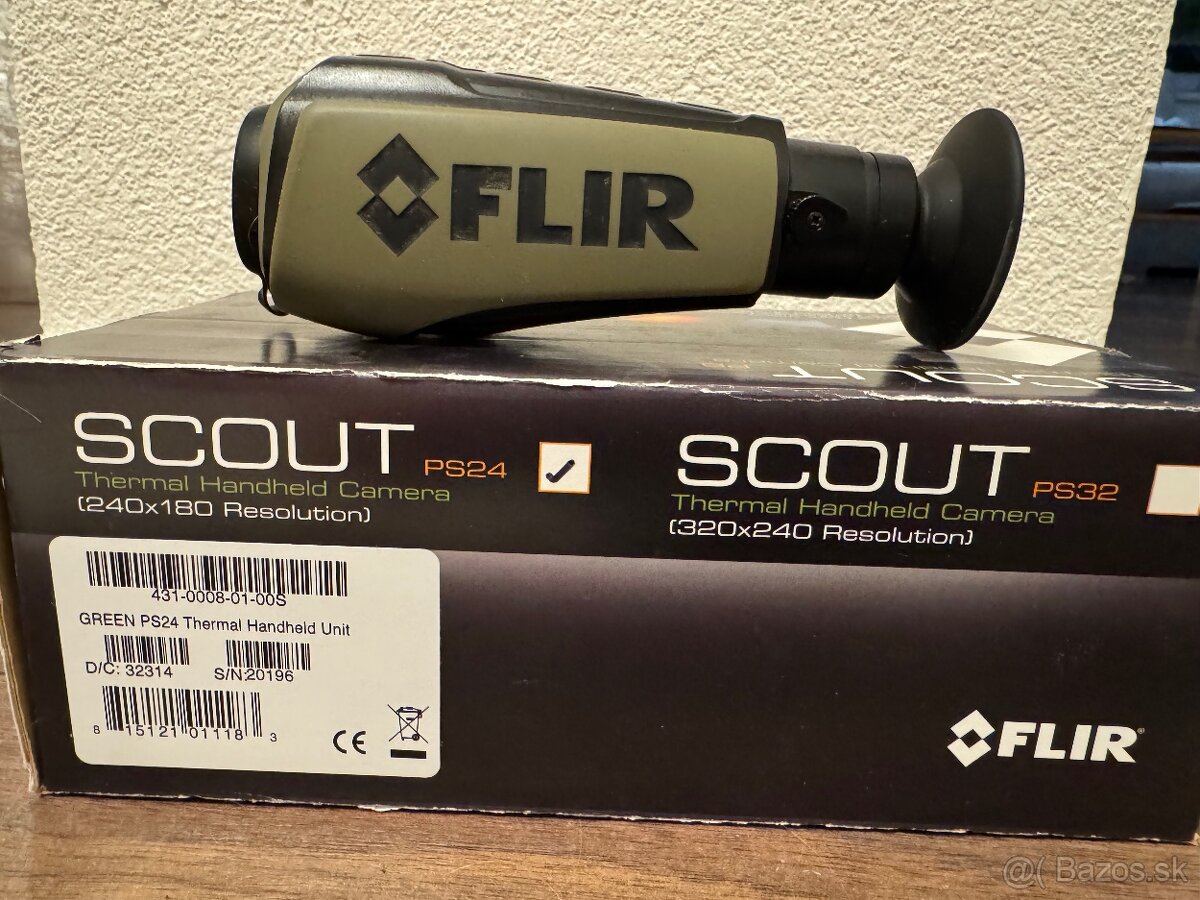 FLIR
SCOUT
SCOUT PS24
Thermal Handheld Camera
(240x180 Resolution)
SCOUT PS32
Thermal Handheld Camera
(320x240 Resolution)
431-0008-01-00S
GREEN PS24 Thermal Handheld Unit
D/C: 32314 S/N:20196
8 15121 01118 3
CE
FLIR
@( Bazos.sk